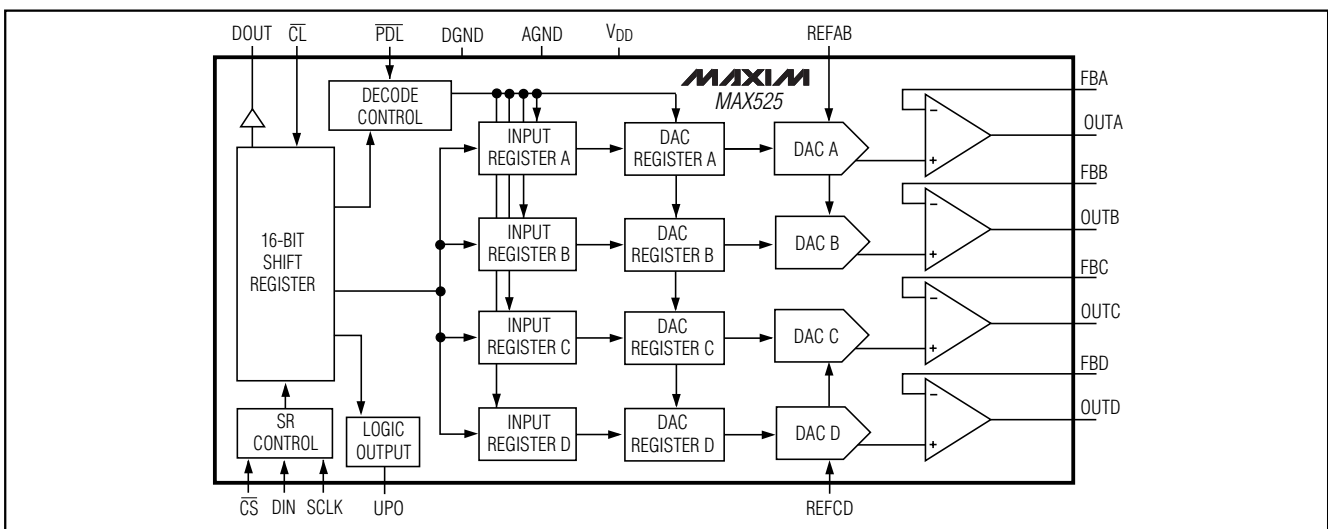 DOUT CL PDL DGND AGND VDD REFAB
MAXIM
MAX525
FBA
DECODE
CONTROL
INPUT
REGISTER A
DAC
REGISTER A
DAC A
-
+
OUTA
FBB
16-BIT
SHIFT
REGISTER
INPUT
REGISTER B
DAC
REGISTER B
DAC B
-
+
OUTB
FBC
INPUT
REGISTER C
DAC
REGISTER C
DAC C
-
+
OUTC
FBD
SR
CONTROL
LOGIC
OUTPUT
INPUT
REGISTER D
DAC
REGISTER D
DAC D
-
+
OUTD
CS DIN SCLK UPO REFCD